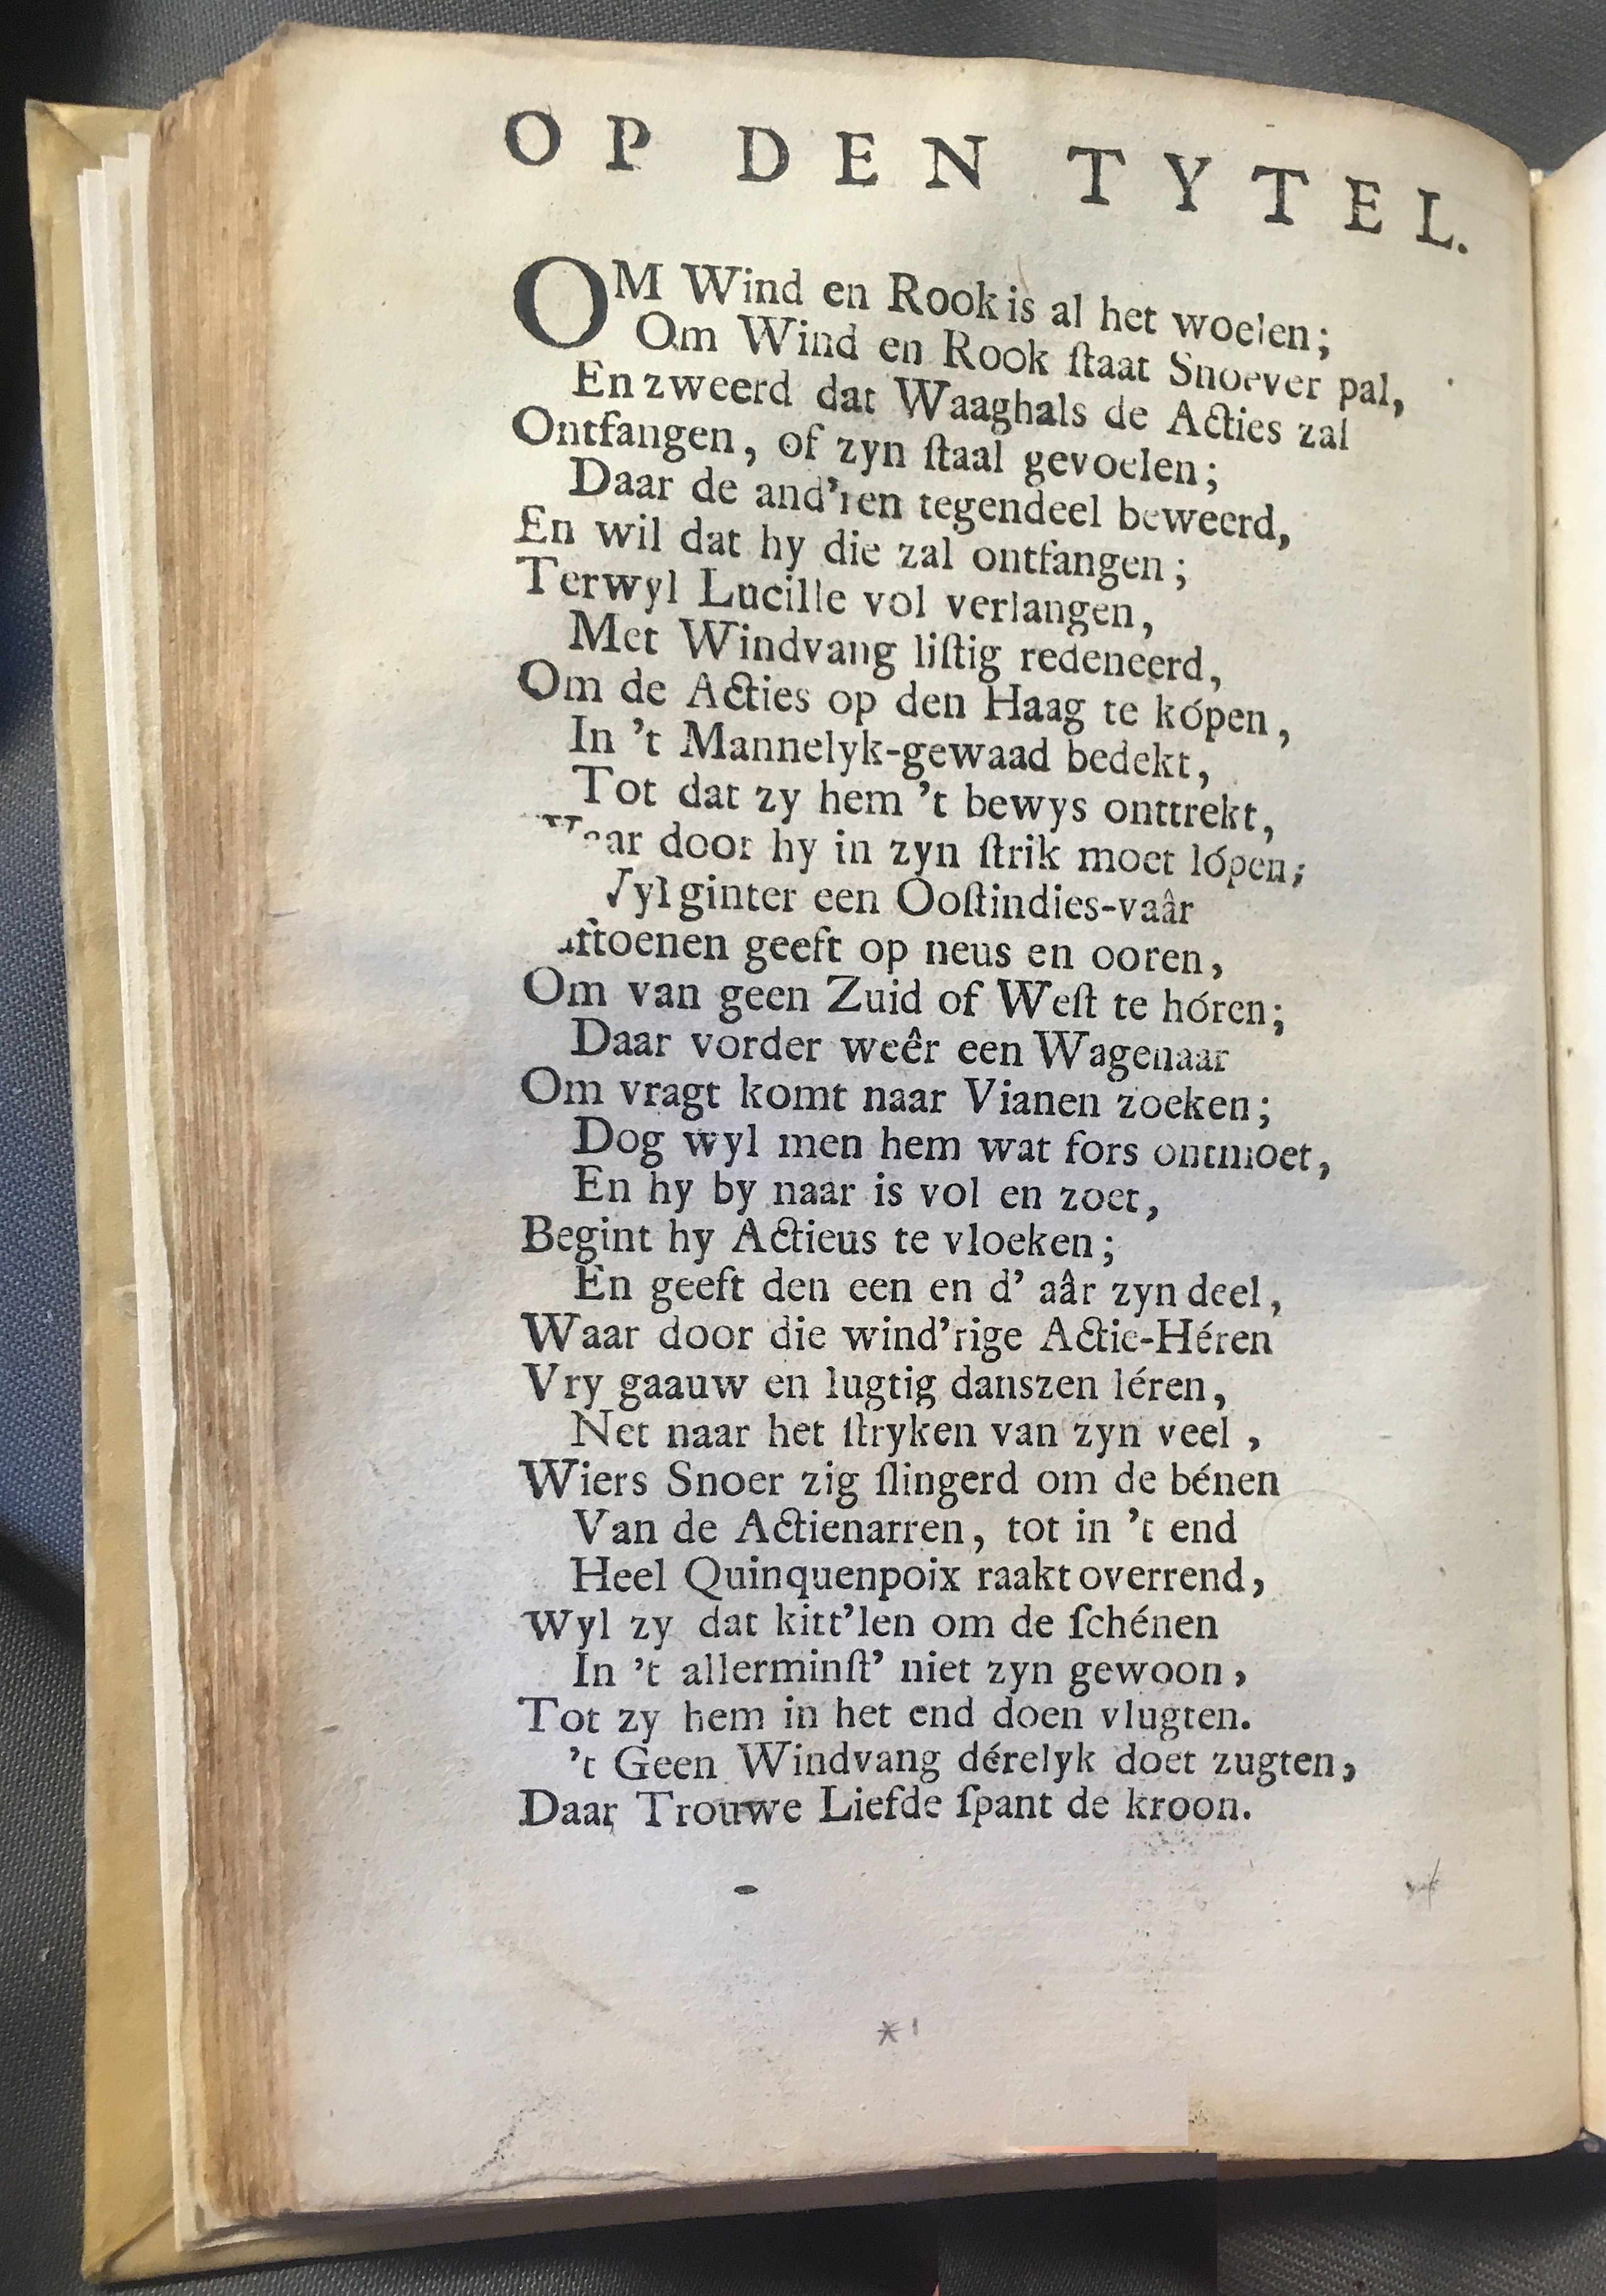 OP DEN TYTEL.
OM Wind en Rook is al het woelen;
Om Wind en Rook ſtaat Snoever pal,
En zweerd dat Waaghals de Acties zal
Ontfangen, of zyn ſtaal gevoelen;
Daar de and'ren tegendeel beweerd,
En wil dat hy die zal ontfangen;
Terwyl Lucille vol verlangen,
Met Windvang liſtig redeneerd,
Om de Acties op den Haag te kópen,
In 't Mannelyk-gewaad bedekt,
Tot dat zy hem 't bewys onttrekt,
Waar door hy in zyn ſtrik moet lópen;
Wyl ginter een Ooſtindies-vaâr
geeft op neus en ooren,
Om van geen Zuid of Weſt te hóren;
Daar vorder weêr een Wagenaar
Om vragt komt naar Vianen zoeken;
Dog wyl men hem wat fors ontmoet,
En hy by naar is vol en zoet,
Begint hy Actieus te vloeken;
En geeft den een en d' aâr zyn deel,
Waar door die wind'rige Actie-Héren
Vry gaauw en lugtig danszen léren,
Net naar het ſtryken van zyn veel,
Wiers Snoer zig ſlingerd om de bénen
Van de Actienarren, tot in 't end
Heel Quinquenpoix raakt overrend,
Wyl zy dat kitt'len om de ſchénen
In 't allerminſt' niet zyn gewoon,
Tot zy hem in het end doen vlugten.
't Geen Windvang dérelyk doet zugten,
Daar Trouwe Liefde ſpant de kroon.